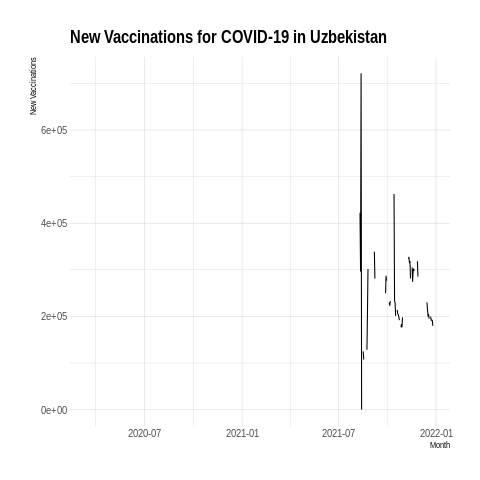 New Vaccinations for COVID-19 in Uzbekistan
New Vaccinations
6e+05
4e+05
2e+05
0e+00
2020-07 2021-01 2021-07 2022-01
Month